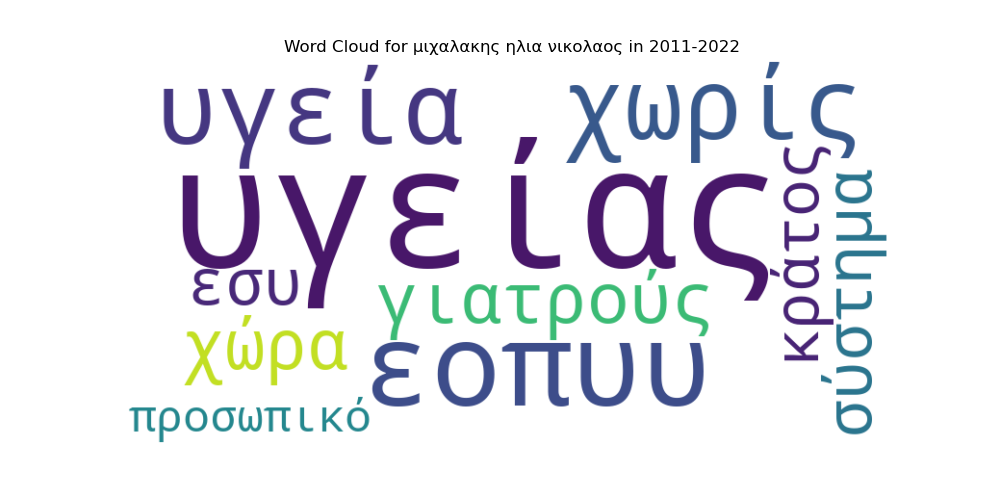 Word Cloud for μιχαλακης ηλια νικολαος in 2011-2022
υγεία
χωρίς
υγείας
κράτος
σύστημα
εσυ
γιατρούς
χώρα
εοπυυ
προσωπικό